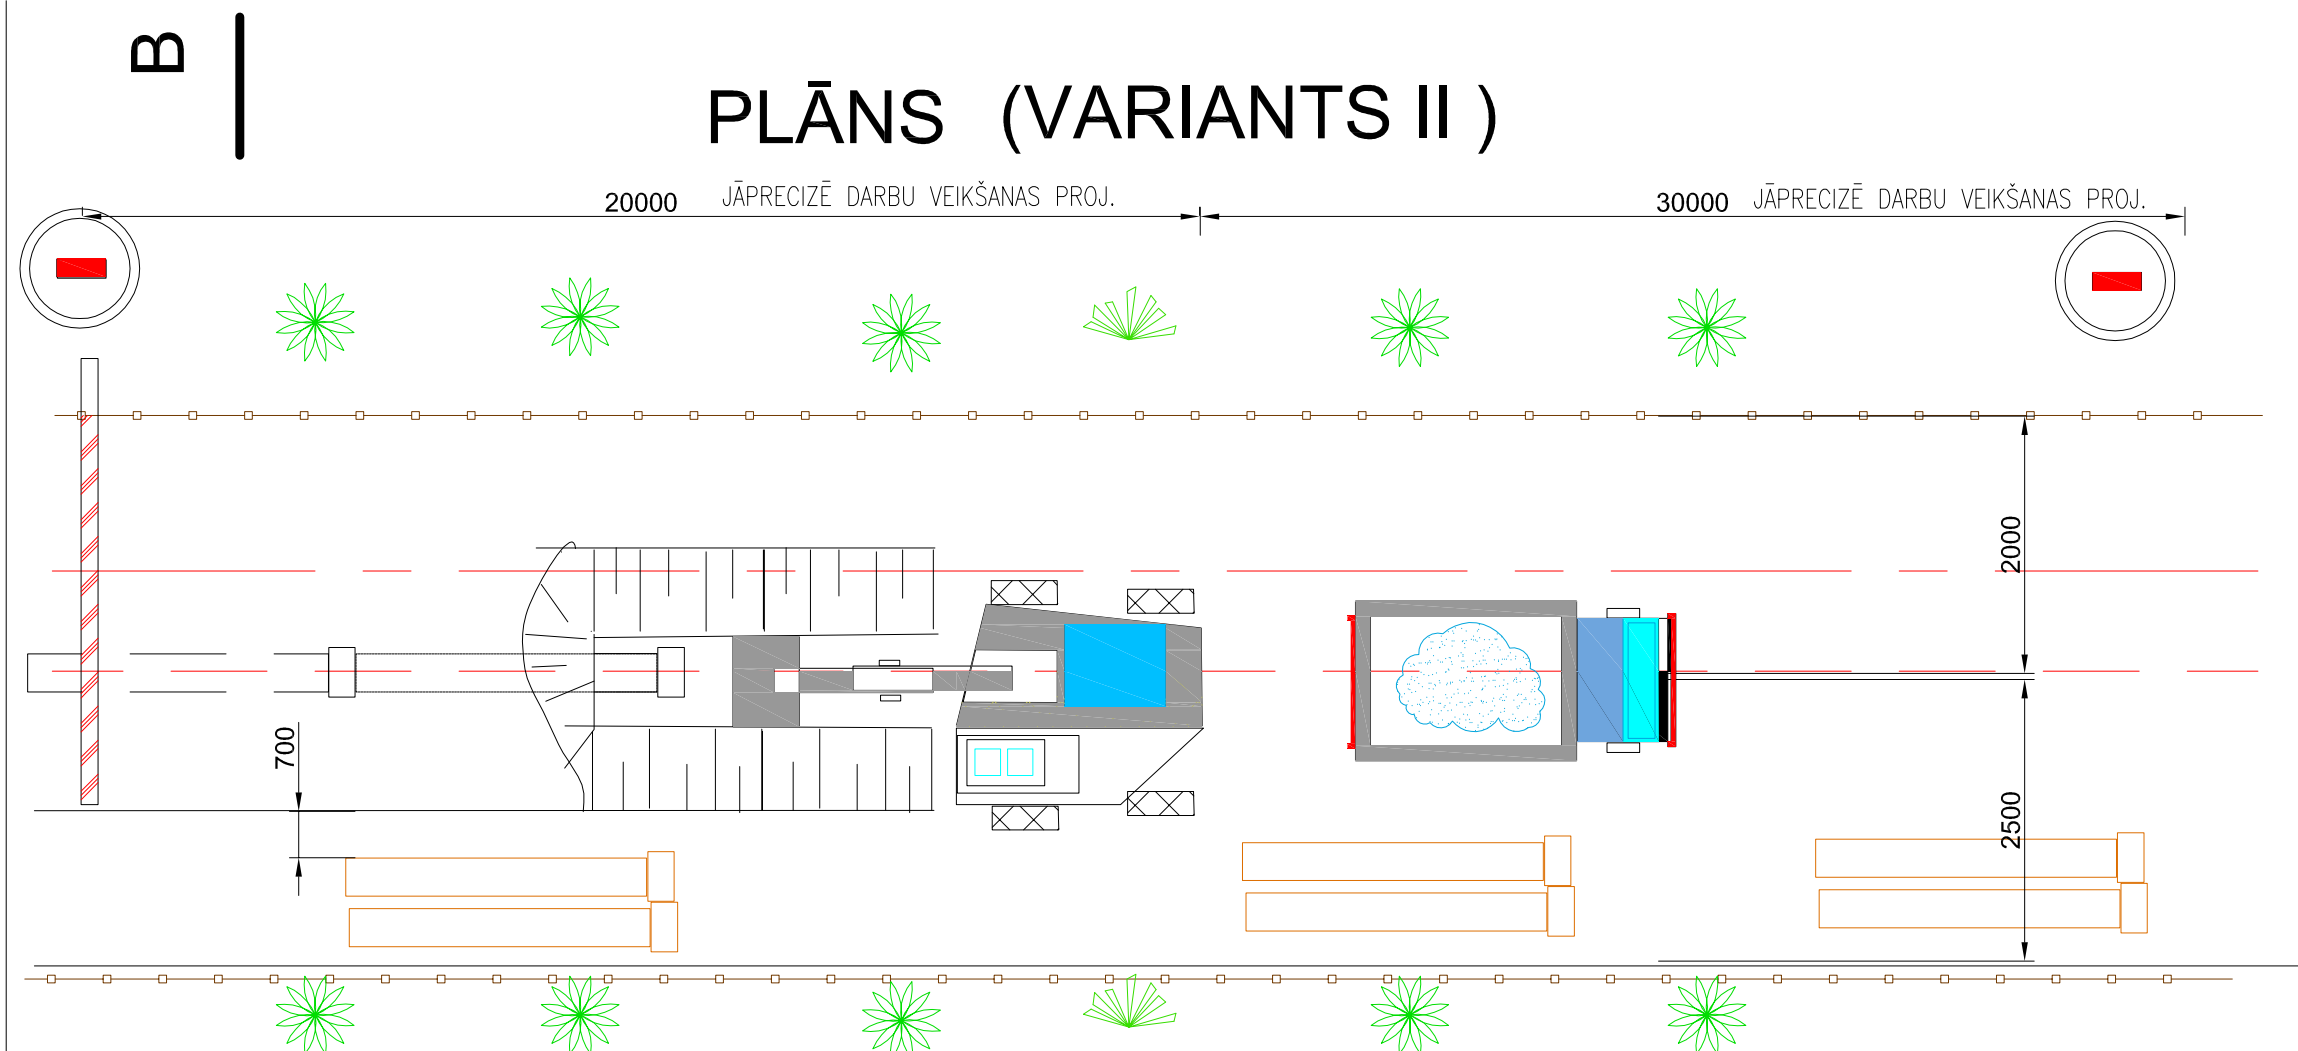 B
PLĀNS (VARIANTS II )
20000 JĀPRECIZĒ DARBU VEIKŠANAS PROJ.
30000 JĀPRECIZĒ DARBU VEIKŠANAS PROJ.
2000
700
2500